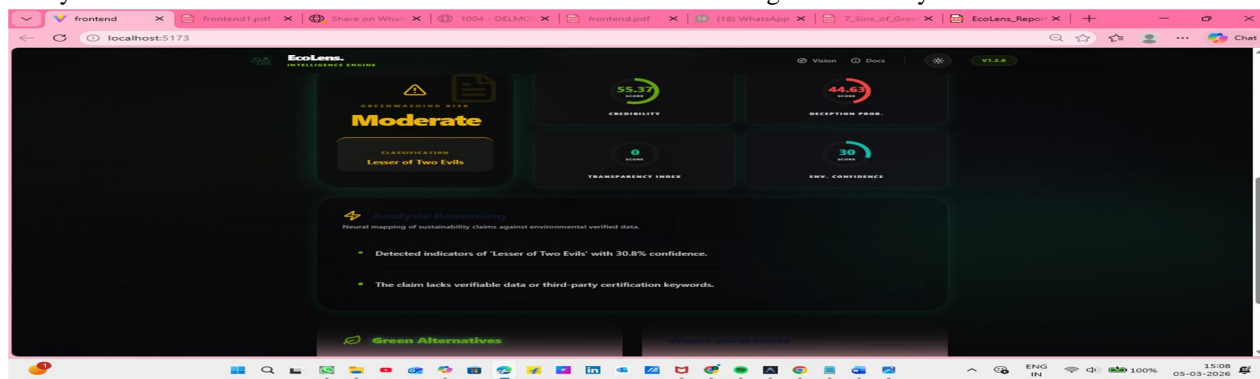 frontend
frontend1.pdf
Share on What
1004 - DELMO
frontend.pdf
(18) WhatsApp
7_Sins_of_Gree
EcoLens_Repor
localhost:5173
Chat
EcoLens.
INTELLIGENCE ENGINE
Vision
Docs
V1.2.0
GREENWASHING RISK
Moderate
CLASSIFICATION
Lesser of Two Evils
55.37
SCORE
CREDIBILITY
44.63
SCORE
DECEPTION PROB.
0
SCORE
TRANSPARENCY INDEX
30
SCORE
ENV. CONFIDENCE
Analysis Reasoning
Neural mapping of sustainability claims against environmental verified data.
Detected indicators of 'Lesser of Two Evils' with 30.8% confidence.
The claim lacks verifiable data or third-party certification keywords.
Green Alternatives
ENG
IN
100%
15:08
05-03-2026